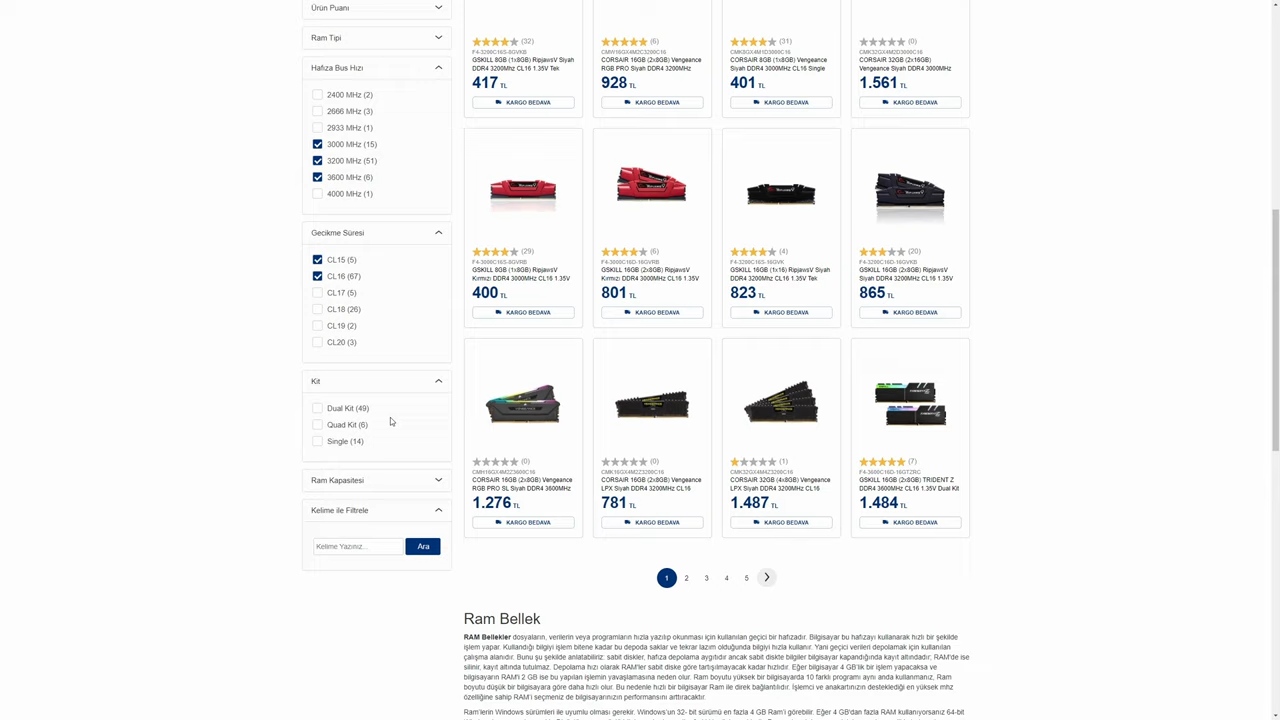 Ürün Puanı
Ram Tipi
Hafıza Bus Hızı
2400 MHz (2)
2666 MHz (3)
2933 MHz (1)
3000 MHz (15)
3200 MHz (51)
3600 MHz (6)
4000 MHz (1)
Gecikme Süresi
CL15 (5)
CL16 (67)
CL17 (5)
CL18 (26)
CL19 (2)
CL20 (3)
Kit
Dual Kit (49)
Quad Kit (6)
Single (14)
Ram Kapasitesi
Kelime ile Filtrele
Kelime Yazınız...
Ara
(32)
F4-3200C16S-8GVKB
GSKILL 8GB (1x8GB) RipjawsV Siyah
DDR4 3200Mhz CL16 1.35V Tek
417 TL
KARGO BEDAVA
(6)
CMW16GX4M2C3200C16
CORSAIR 16GB (2x8GB) Vengeance
RGB PRO Siyah DDR4 3200MHz
928 TL
KARGO BEDAVA
(31)
CMK8GX4M1D3000C16
CORSAIR 8GB (1x8GB) Vengeance
Siyah DDR4 3000MHz CL16 Single
401 TL
KARGO BEDAVA
(0)
CMK32GX4M2D3000C16
CORSAIR 32GB (2x16GB)
Vengeance Siyah DDR4 3000MHz
1.561 TL
KARGO BEDAVA
(29)
F4-3000C16S-8GVRB
GSKILL 8GB (1x8GB) RipjawsV
Kırmızı DDR4 3000MHz CL16 1.35V
400 TL
KARGO BEDAVA
(6)
F4-3000C16D-16GVRB
GSKILL 16GB (2x8GB) RipjawsV
Kırmızı DDR4 3000MHz CL16 1.35V
801 TL
KARGO BEDAVA
(4)
F4-3200C16S-16GVK
GSKILL 16GB (1x16) RipjawsV Siyah
DDR4 3200Mhz CL16 1.35V Tek
823 TL
KARGO BEDAVA
(20)
F4-3200C16D-16GVKB
GSKILL 16GB (2x8GB) RipjawsV
Siyah DDR4 3200MHz CL16 1.35V
865 TL
KARGO BEDAVA
(0)
CMH16GX4M2Z3600C16
CORSAIR 16GB (2x8GB) Vengeance
RGB PRO SL Siyah DDR4 3600MHz
1.276 TL
KARGO BEDAVA
(0)
CMK16GX4M2Z3200C16
CORSAIR 16GB (2x8GB) Vengeance
LPX Siyah DDR4 3200MHz CL16
781 TL
KARGO BEDAVA
(1)
CMK32GX4M4Z3200C16
CORSAIR 32GB (4x8GB) Vengeance
LPX Siyah DDR4 3200MHz CL16
1.487 TL
KARGO BEDAVA
(7)
F4-3600C16D-16GTZRC
GSKILL 16GB (2x8GB) TRIDENT Z
DDR4 3600MHz CL16 1.35V Dual Kit
1.484 TL
KARGO BEDAVA
1 2 3 4 5
Ram Bellek
RAM Bellekler dosyaların, verilerin veya programların hızla yazılıp okunması için kullanılan geçici bir hafızadır. Bilgisayar bu hafızayı kullanarak hızlı bir şekilde
işlem yapar. Kullandığı bilgiyi işlem bitene kadar bu depoda saklar ve tekrar lazım olduğunda bilgiyi hızla kullanır. Yani geçici verileri depolamak için kullanılan
çalışma alanıdır. Bunu şu şekilde anlatabiliriz: sabit diskler, hafıza depolama aygıtıdır ancak sabit diskte bilgiler bilgisayar kapandığında kayıt altındadır; RAM'de ise
silinir, kayıt altında tutulmaz. Depolama hızı olarak RAM'ler sabit diske göre tartışılmayacak kadar hızlıdır. Eğer bilgisayar 4 GB'lik bir işlem yapacaksa ve
bilgisayarın RAM'i 2 GB ise bu yapılan işlemin yavaşlamasına neden olur. Ram boyutu yüksek bir bilgisayarda 10 farklı programı aynı anda kullanırsanız, Ram
boyutu düşük bir bilgisayara göre daha hızlı olur. Bu nedenle hızlı bir bilgisayar Ram ile direk bağlantılıdır. İşlemci ve anakartınızın desteklediği en yüksek mhz
özelliğine sahip RAM'i seçmeniz de bilgisayarınızın performansını arttıracaktır.
Ram'lerin Windows sürümleri ile uyumlu olması gerekir. Windows'un 32- bit sürümü en fazla 4 GB Ram'i görebilir. Eğer 4 GB'dan fazla RAM kullanıyorsanız 64-bit